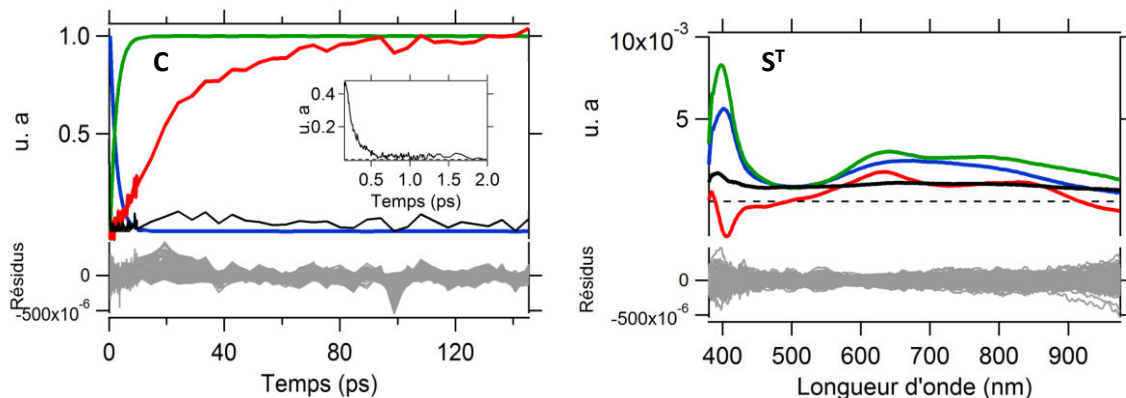 C
1.0
0.5
u. a
0.4
0.2
u. a
0.5 1.0 1.5 2.0
Temps (ps)
0
-500x10-6
Résidus
0 40 80 120
Temps (ps)
Sᵀ
10x10-3
5
u. a
0
-500x10-6
Résidus
400 500 600 700 800 900
Longueur d'onde (nm)